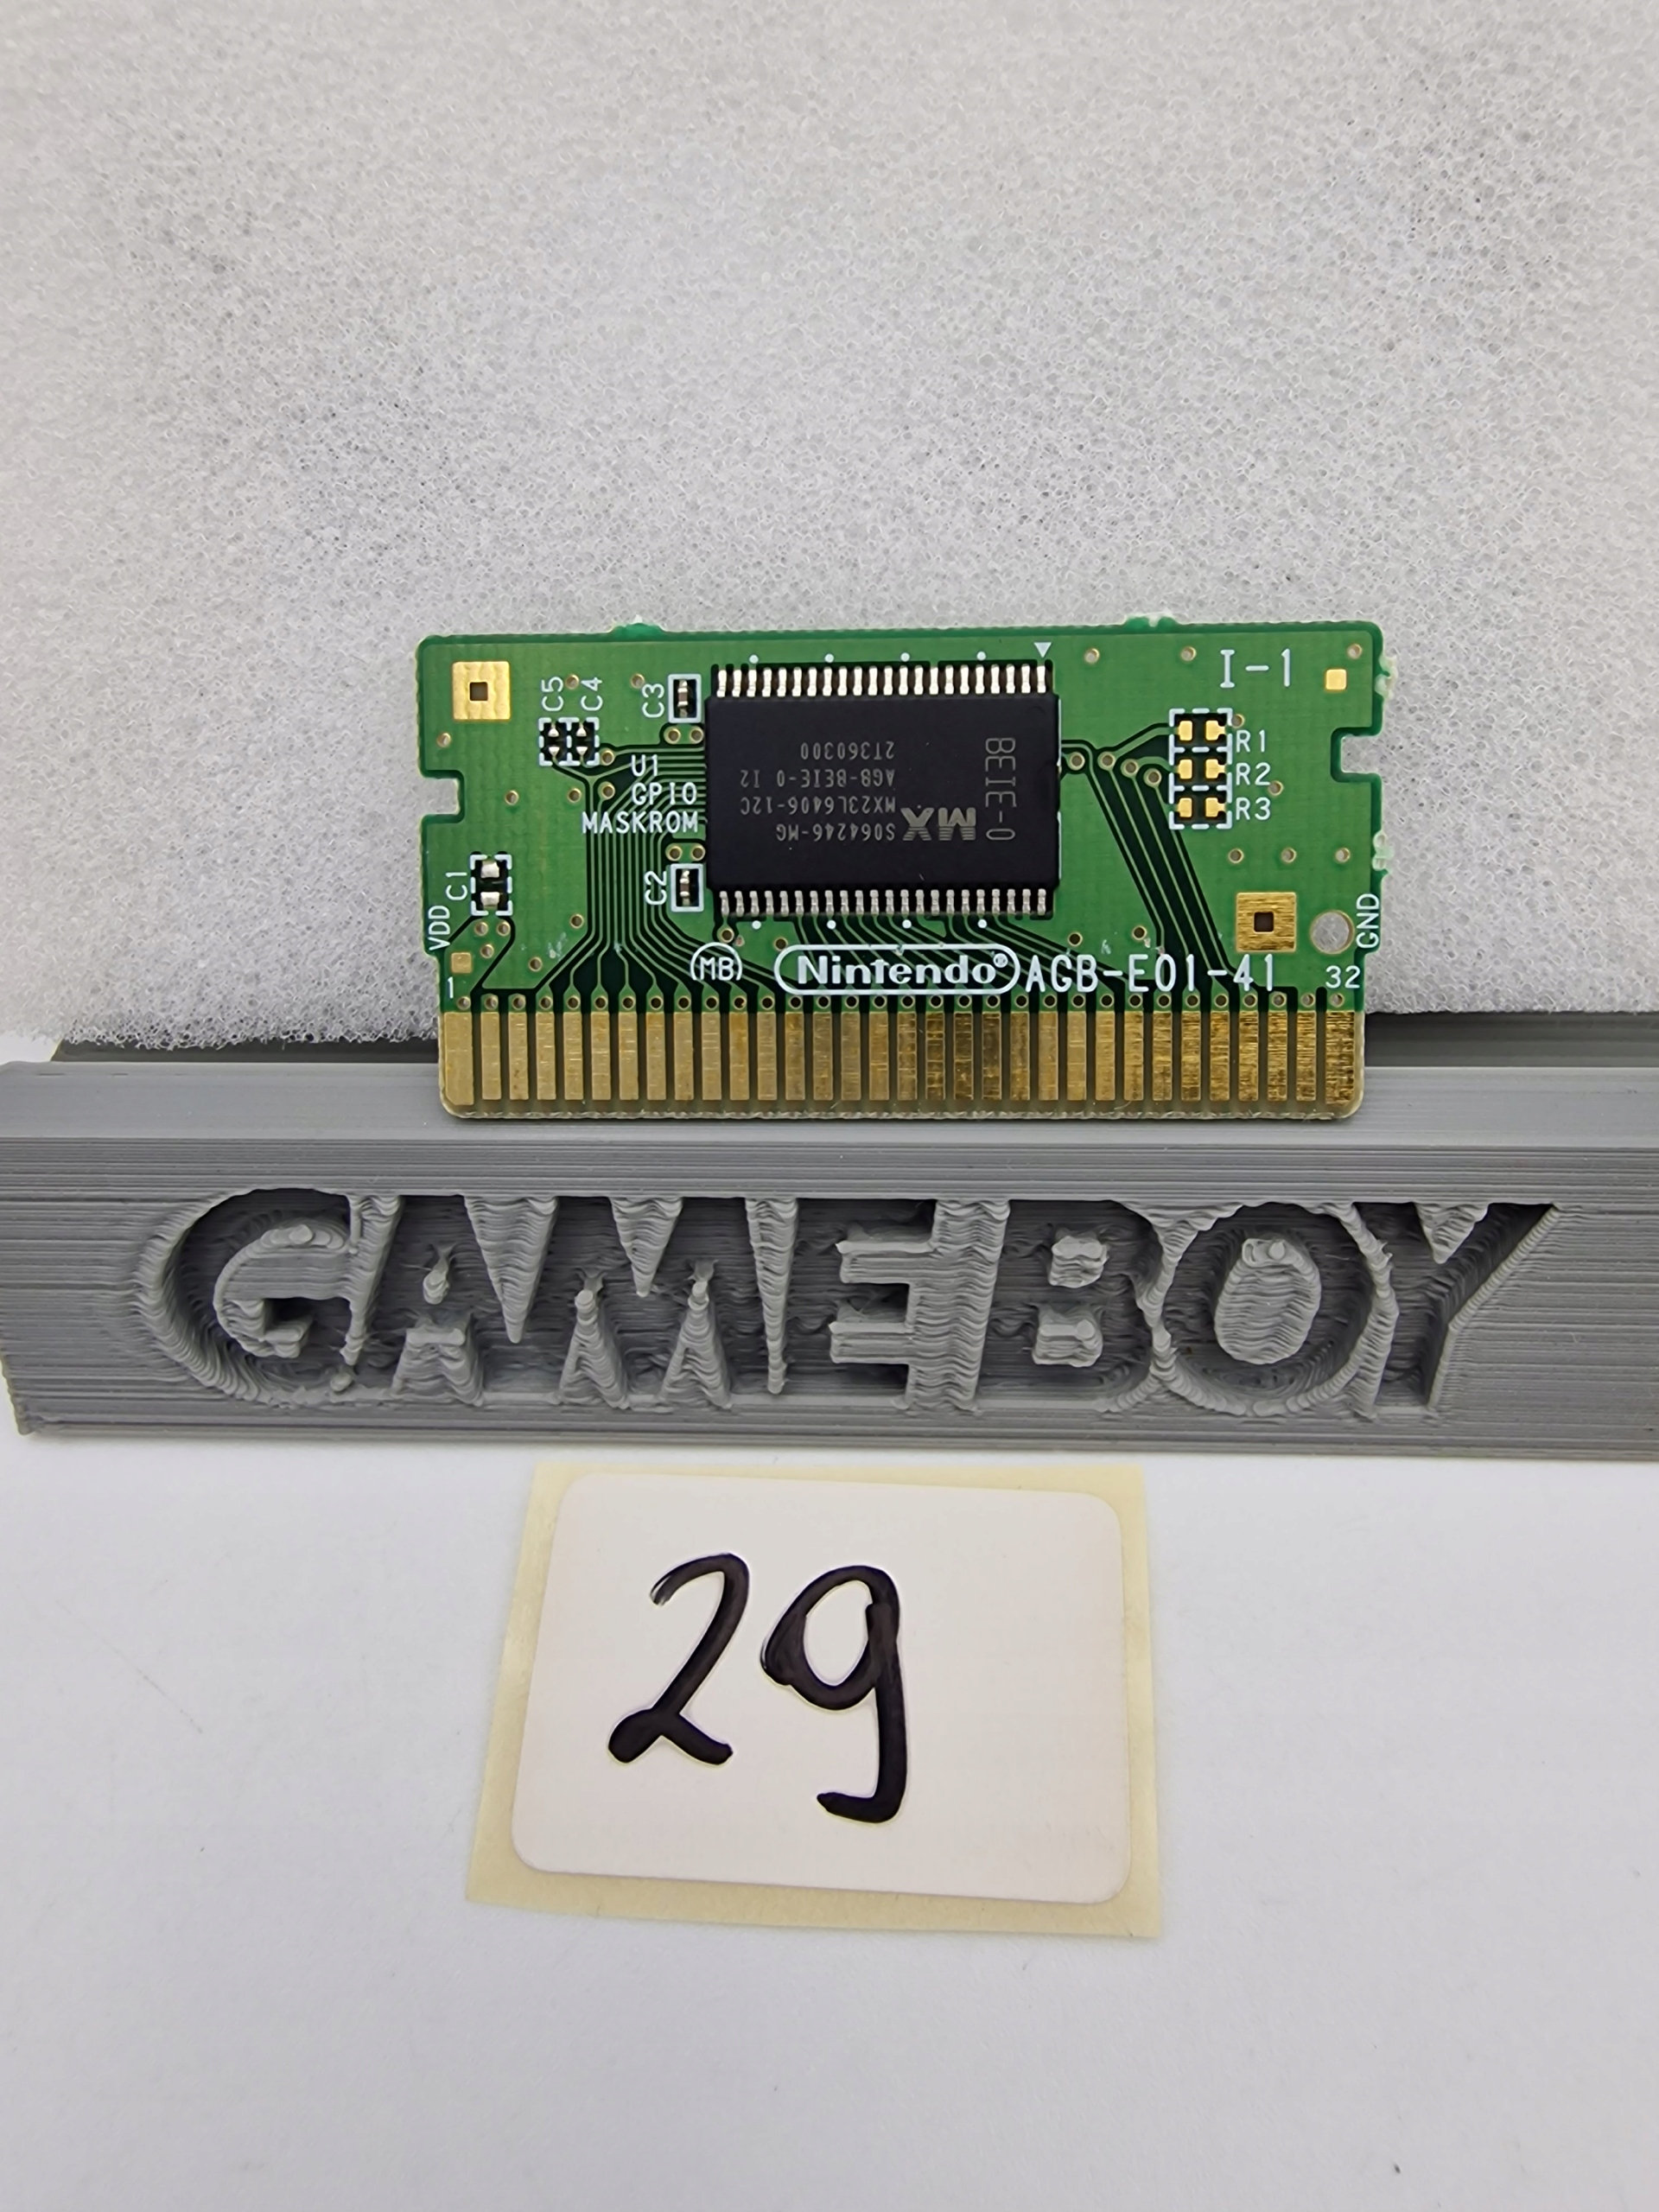 I-1
C5
C4
C3
R1
R2
R3
U1
GPIO
MASKROM
BEIE-0
MX
S064246-MG
MX23L6406-12C
AGB-BEIE-0 I2
2T360300
C1
C2
VDD
GND
MB
Nintendo®
AGB-E01-41
1
32
GAMEBOY
29